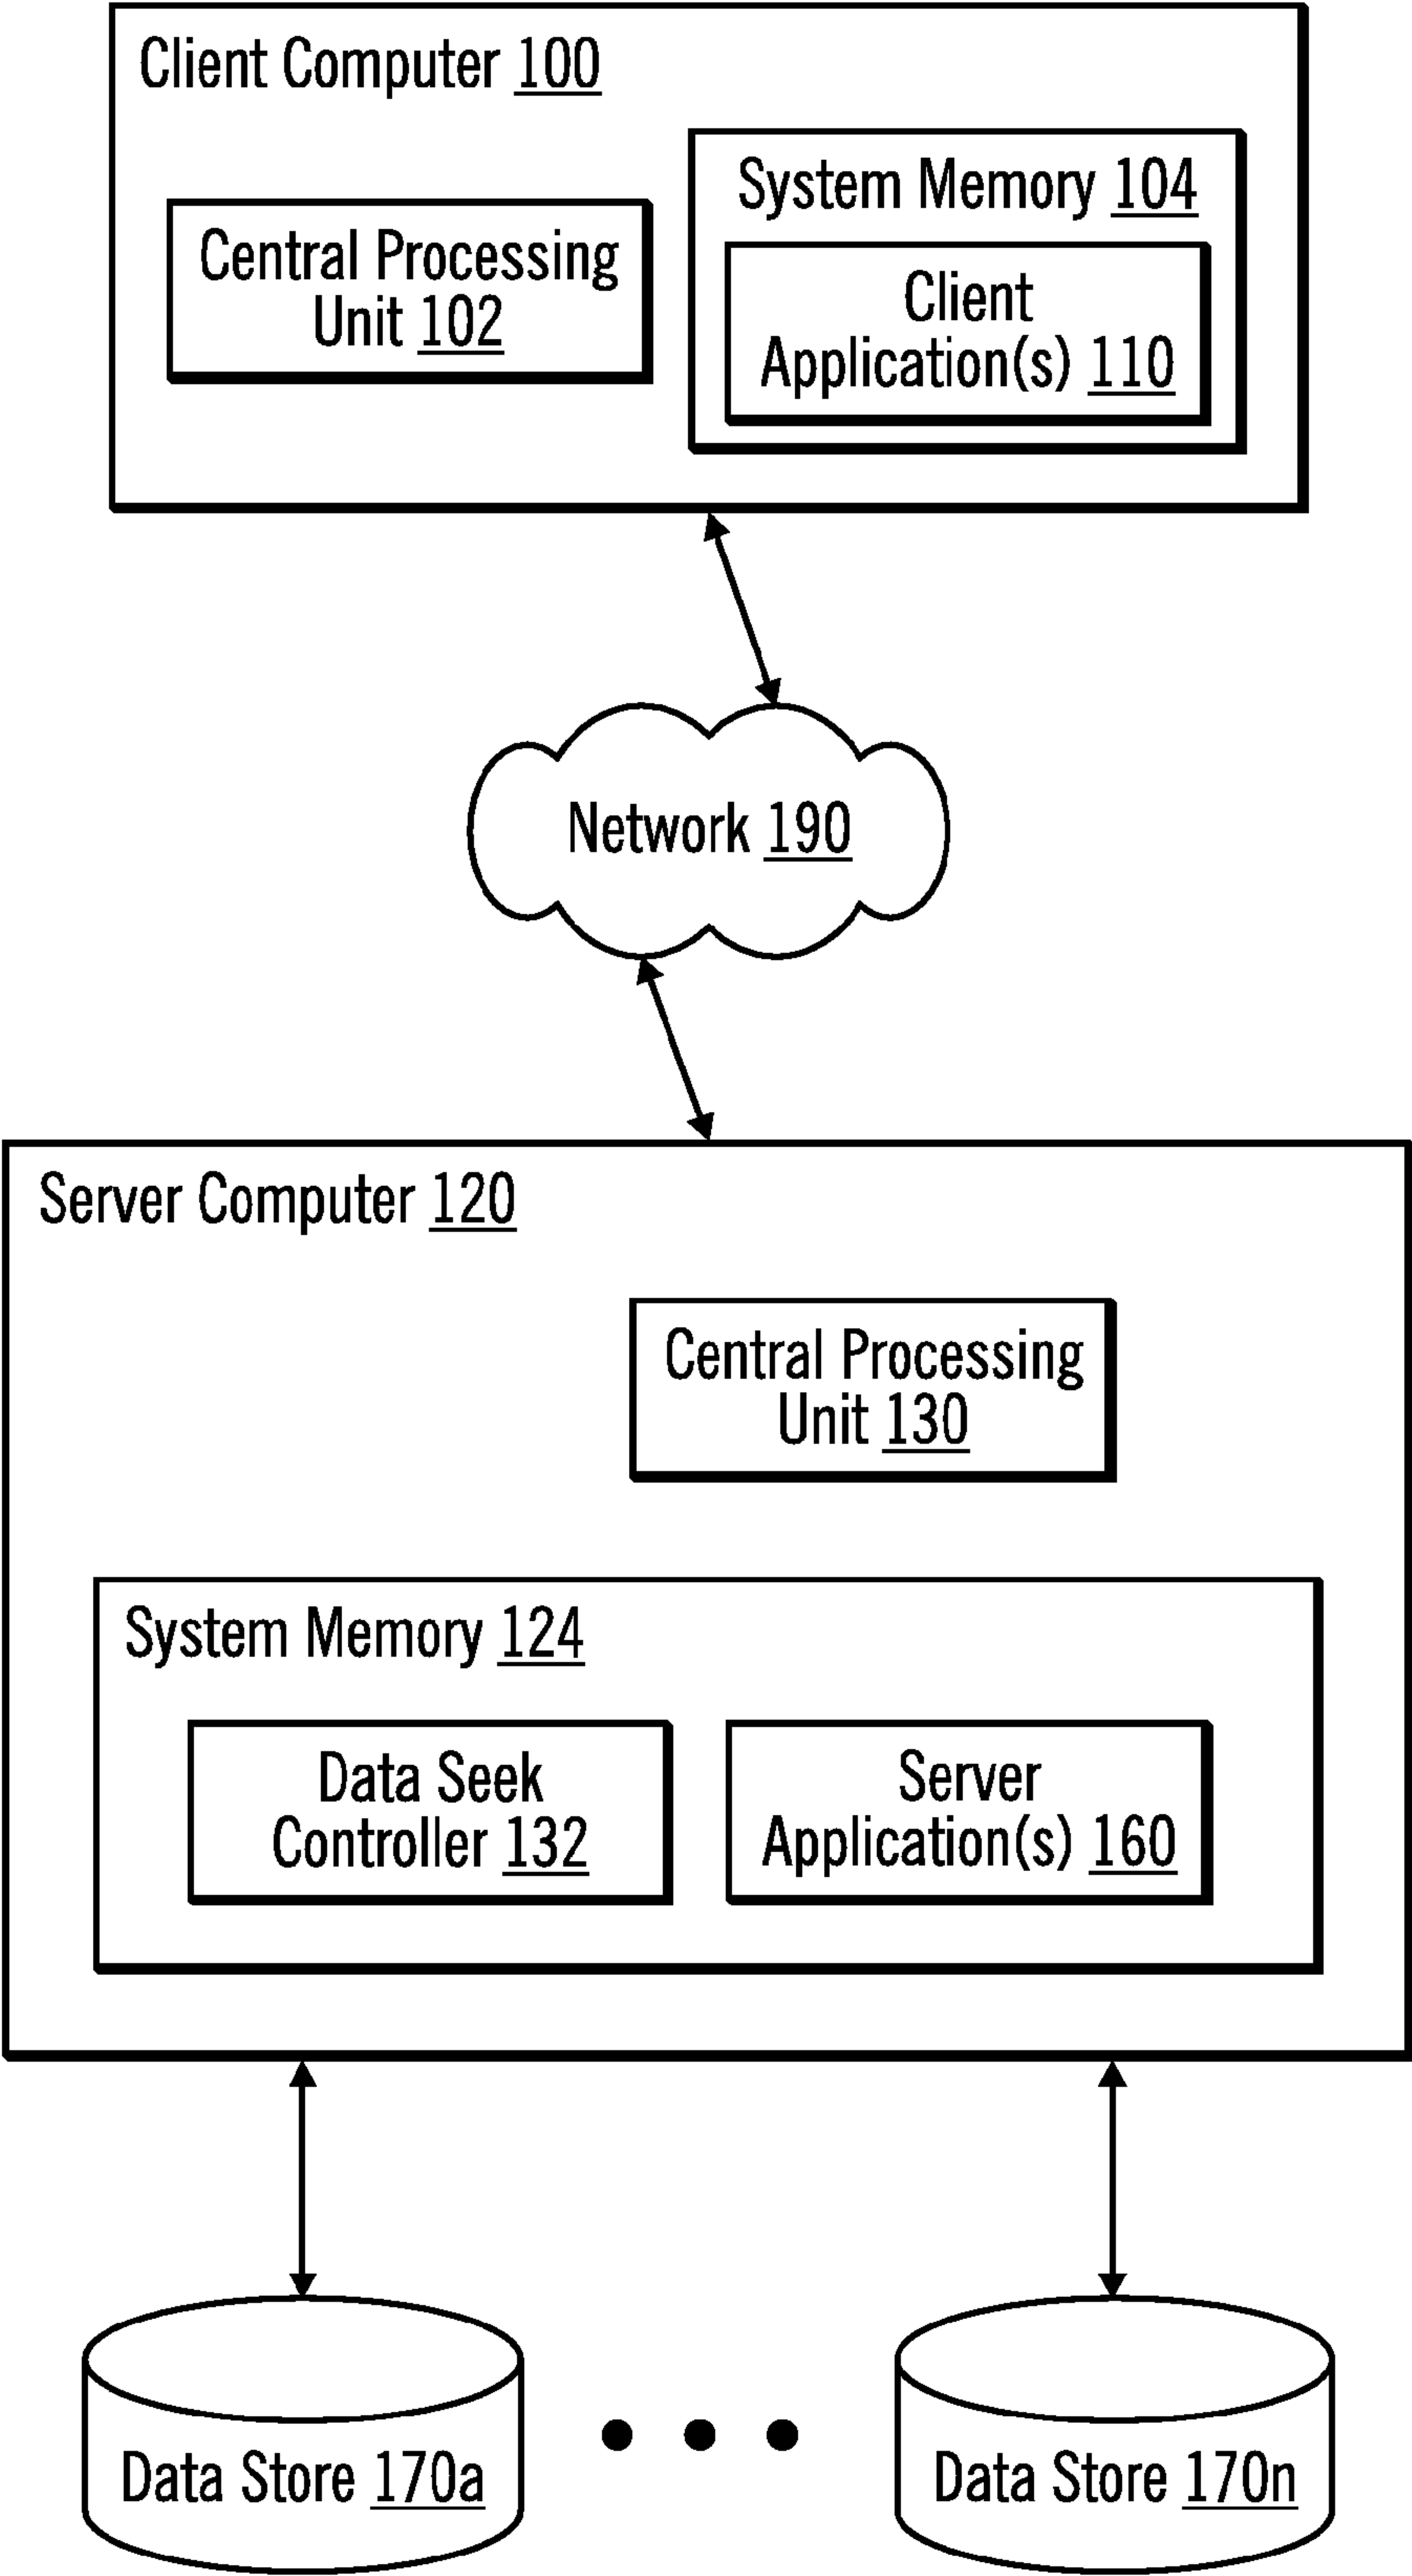 Client Computer 100
System Memory 104
Central Processing
Unit 102
Client
Application(s) 110
Network 190
Server Computer 120
Central Processing
Unit 130
System Memory 124
Data Seek
Controller 132
Server
Application(s) 160
Data Store 170a
Data Store 170n